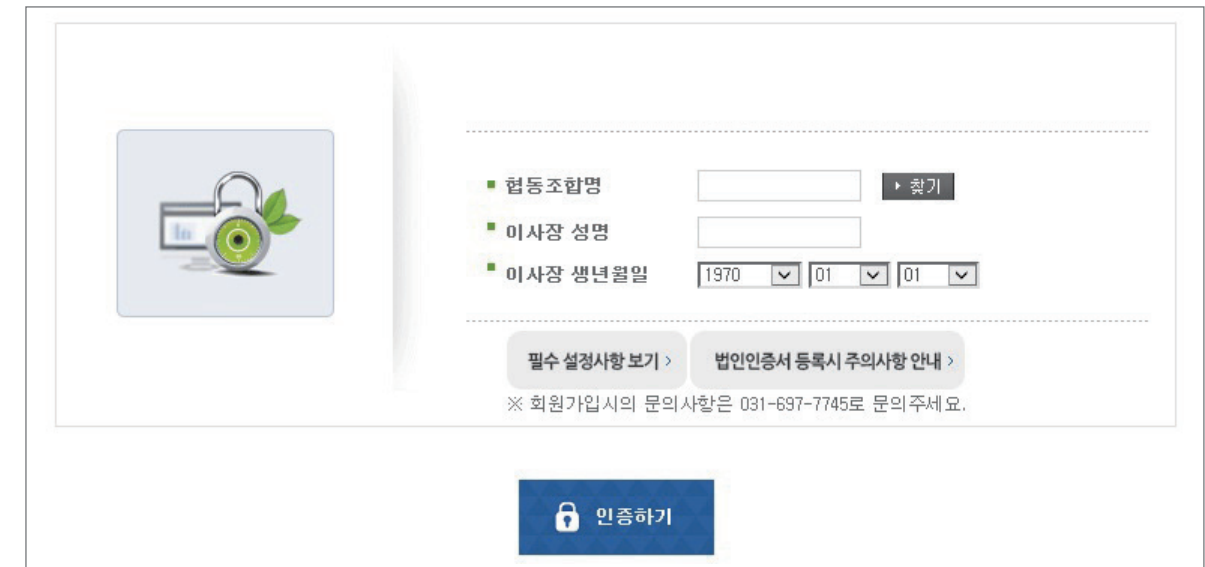 협동조합명 찾기
이사장 성명
이사장 생년월일 1970 01 01
필수 설정사항 보기 > 법인인증서 등록시 주의사항 안내 >
※ 회원가입시의 문의사항은 031-697-7745로 문의주세요.
인증하기